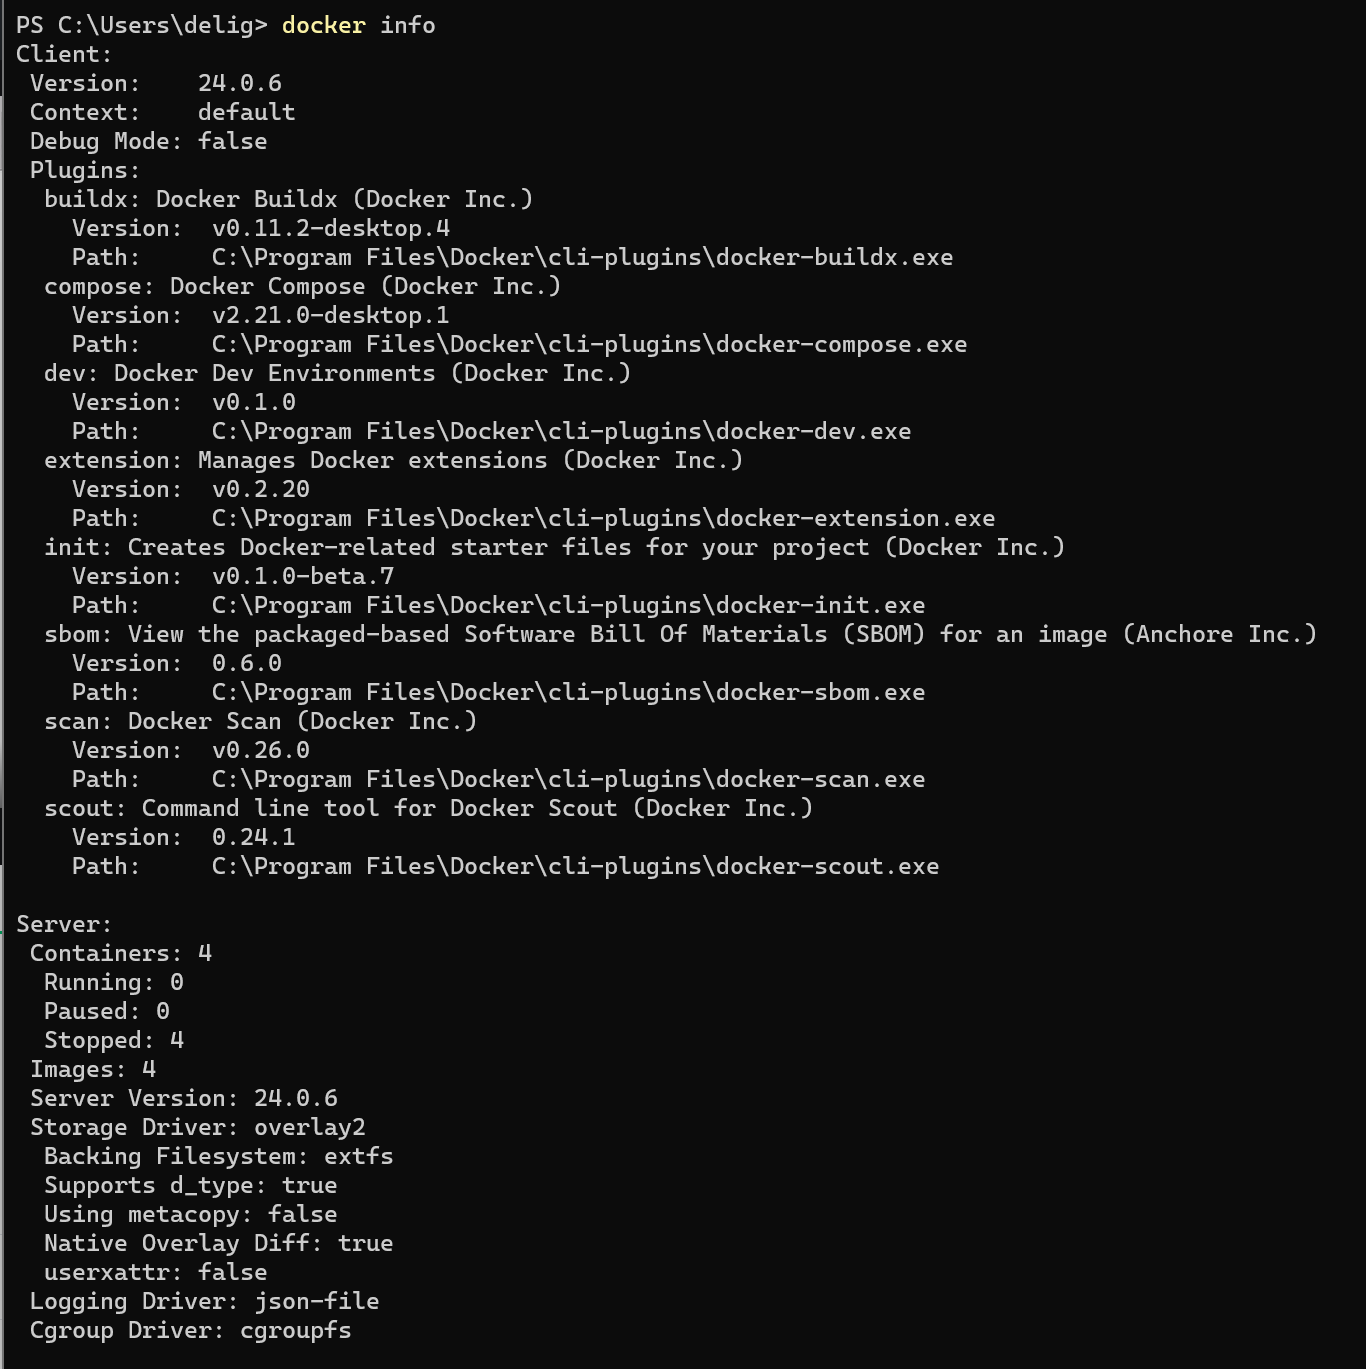 PS C:\Users\delig> docker info
Client:
 Version:    24.0.6
 Context:    default
 Debug Mode: false
 Plugins:
  buildx: Docker Buildx (Docker Inc.)
    Version:  v0.11.2-desktop.4
    Path:     C:\Program Files\Docker\cli-plugins\docker-buildx.exe
  compose: Docker Compose (Docker Inc.)
    Version:  v2.21.0-desktop.1
    Path:     C:\Program Files\Docker\cli-plugins\docker-compose.exe
  dev: Docker Dev Environments (Docker Inc.)
    Version:  v0.1.0
    Path:     C:\Program Files\Docker\cli-plugins\docker-dev.exe
  extension: Manages Docker extensions (Docker Inc.)
    Version:  v0.2.20
    Path:     C:\Program Files\Docker\cli-plugins\docker-extension.exe
  init: Creates Docker-related starter files for your project (Docker Inc.)
    Version:  v0.1.0-beta.7
    Path:     C:\Program Files\Docker\cli-plugins\docker-init.exe
  sbom: View the packaged-based Software Bill Of Materials (SBOM) for an image (Anchore Inc.)
    Version:  0.6.0
    Path:     C:\Program Files\Docker\cli-plugins\docker-sbom.exe
  scan: Docker Scan (Docker Inc.)
    Version:  v0.26.0
    Path:     C:\Program Files\Docker\cli-plugins\docker-scan.exe
  scout: Command line tool for Docker Scout (Docker Inc.)
    Version:  0.24.1
    Path:     C:\Program Files\Docker\cli-plugins\docker-scout.exe

Server:
 Containers: 4
  Running: 0
  Paused: 0
  Stopped: 4
 Images: 4
 Server Version: 24.0.6
 Storage Driver: overlay2
  Backing Filesystem: extfs
  Supports d_type: true
  Using metacopy: false
  Native Overlay Diff: true
  userxattr: false
 Logging Driver: json-file
 Cgroup Driver: cgroupfs